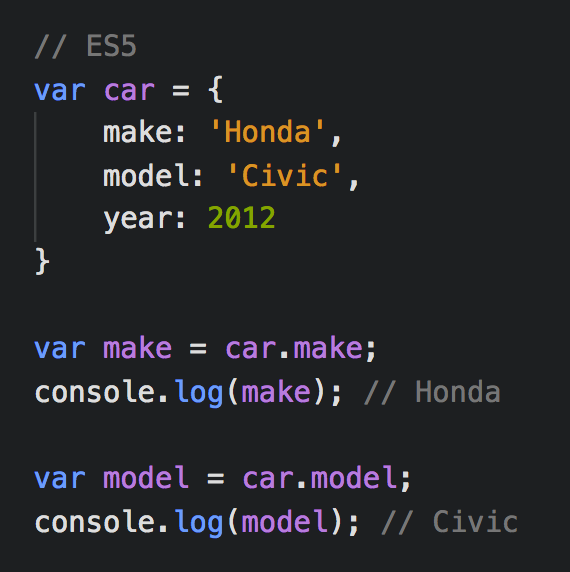 // ES5
var car = {
    make: 'Honda',
    model: 'Civic',
    year: 2012
}

var make = car.make;
console.log(make); // Honda

var model = car.model;
console.log(model); // Civic